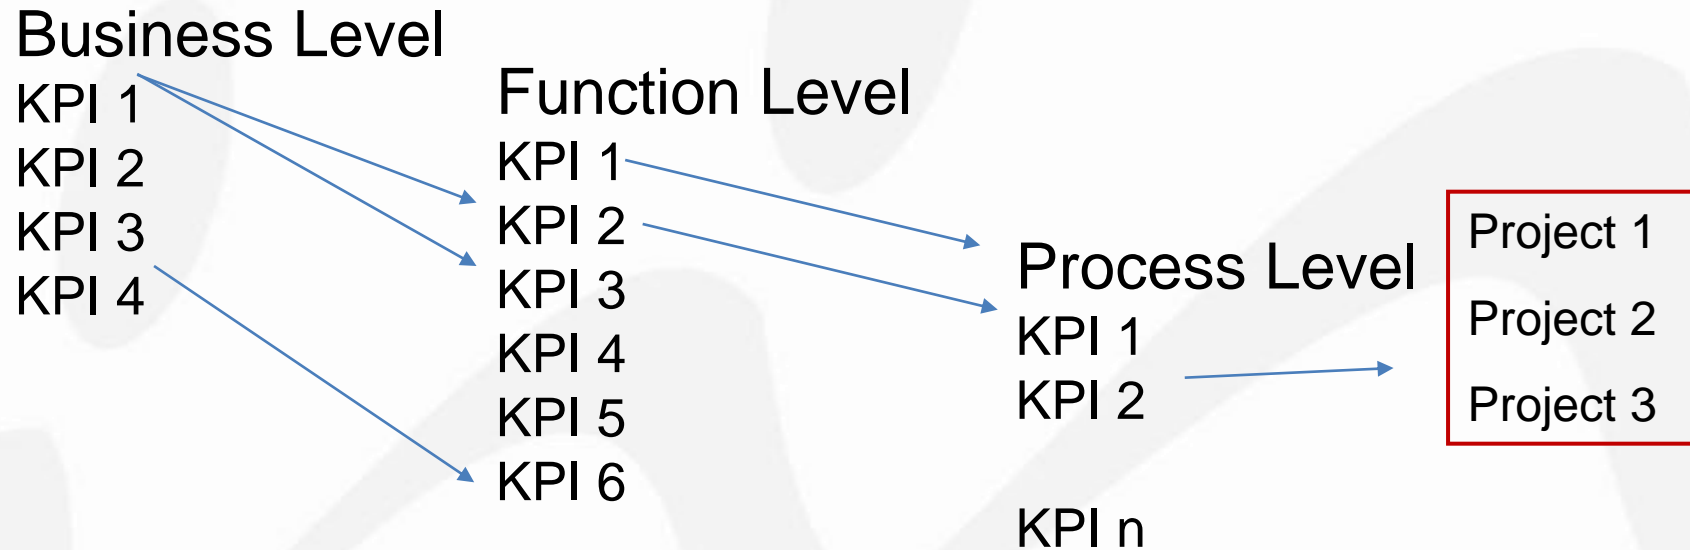 Business Level
KPI 1
KPI 2
KPI 3
KPI 4
Function Level
KPI 1
KPI 2
KPI 3
KPI 4
KPI 5
KPI 6
Process Level
KPI 1
KPI 2
KPI n
Project 1
Project 2
Project 3